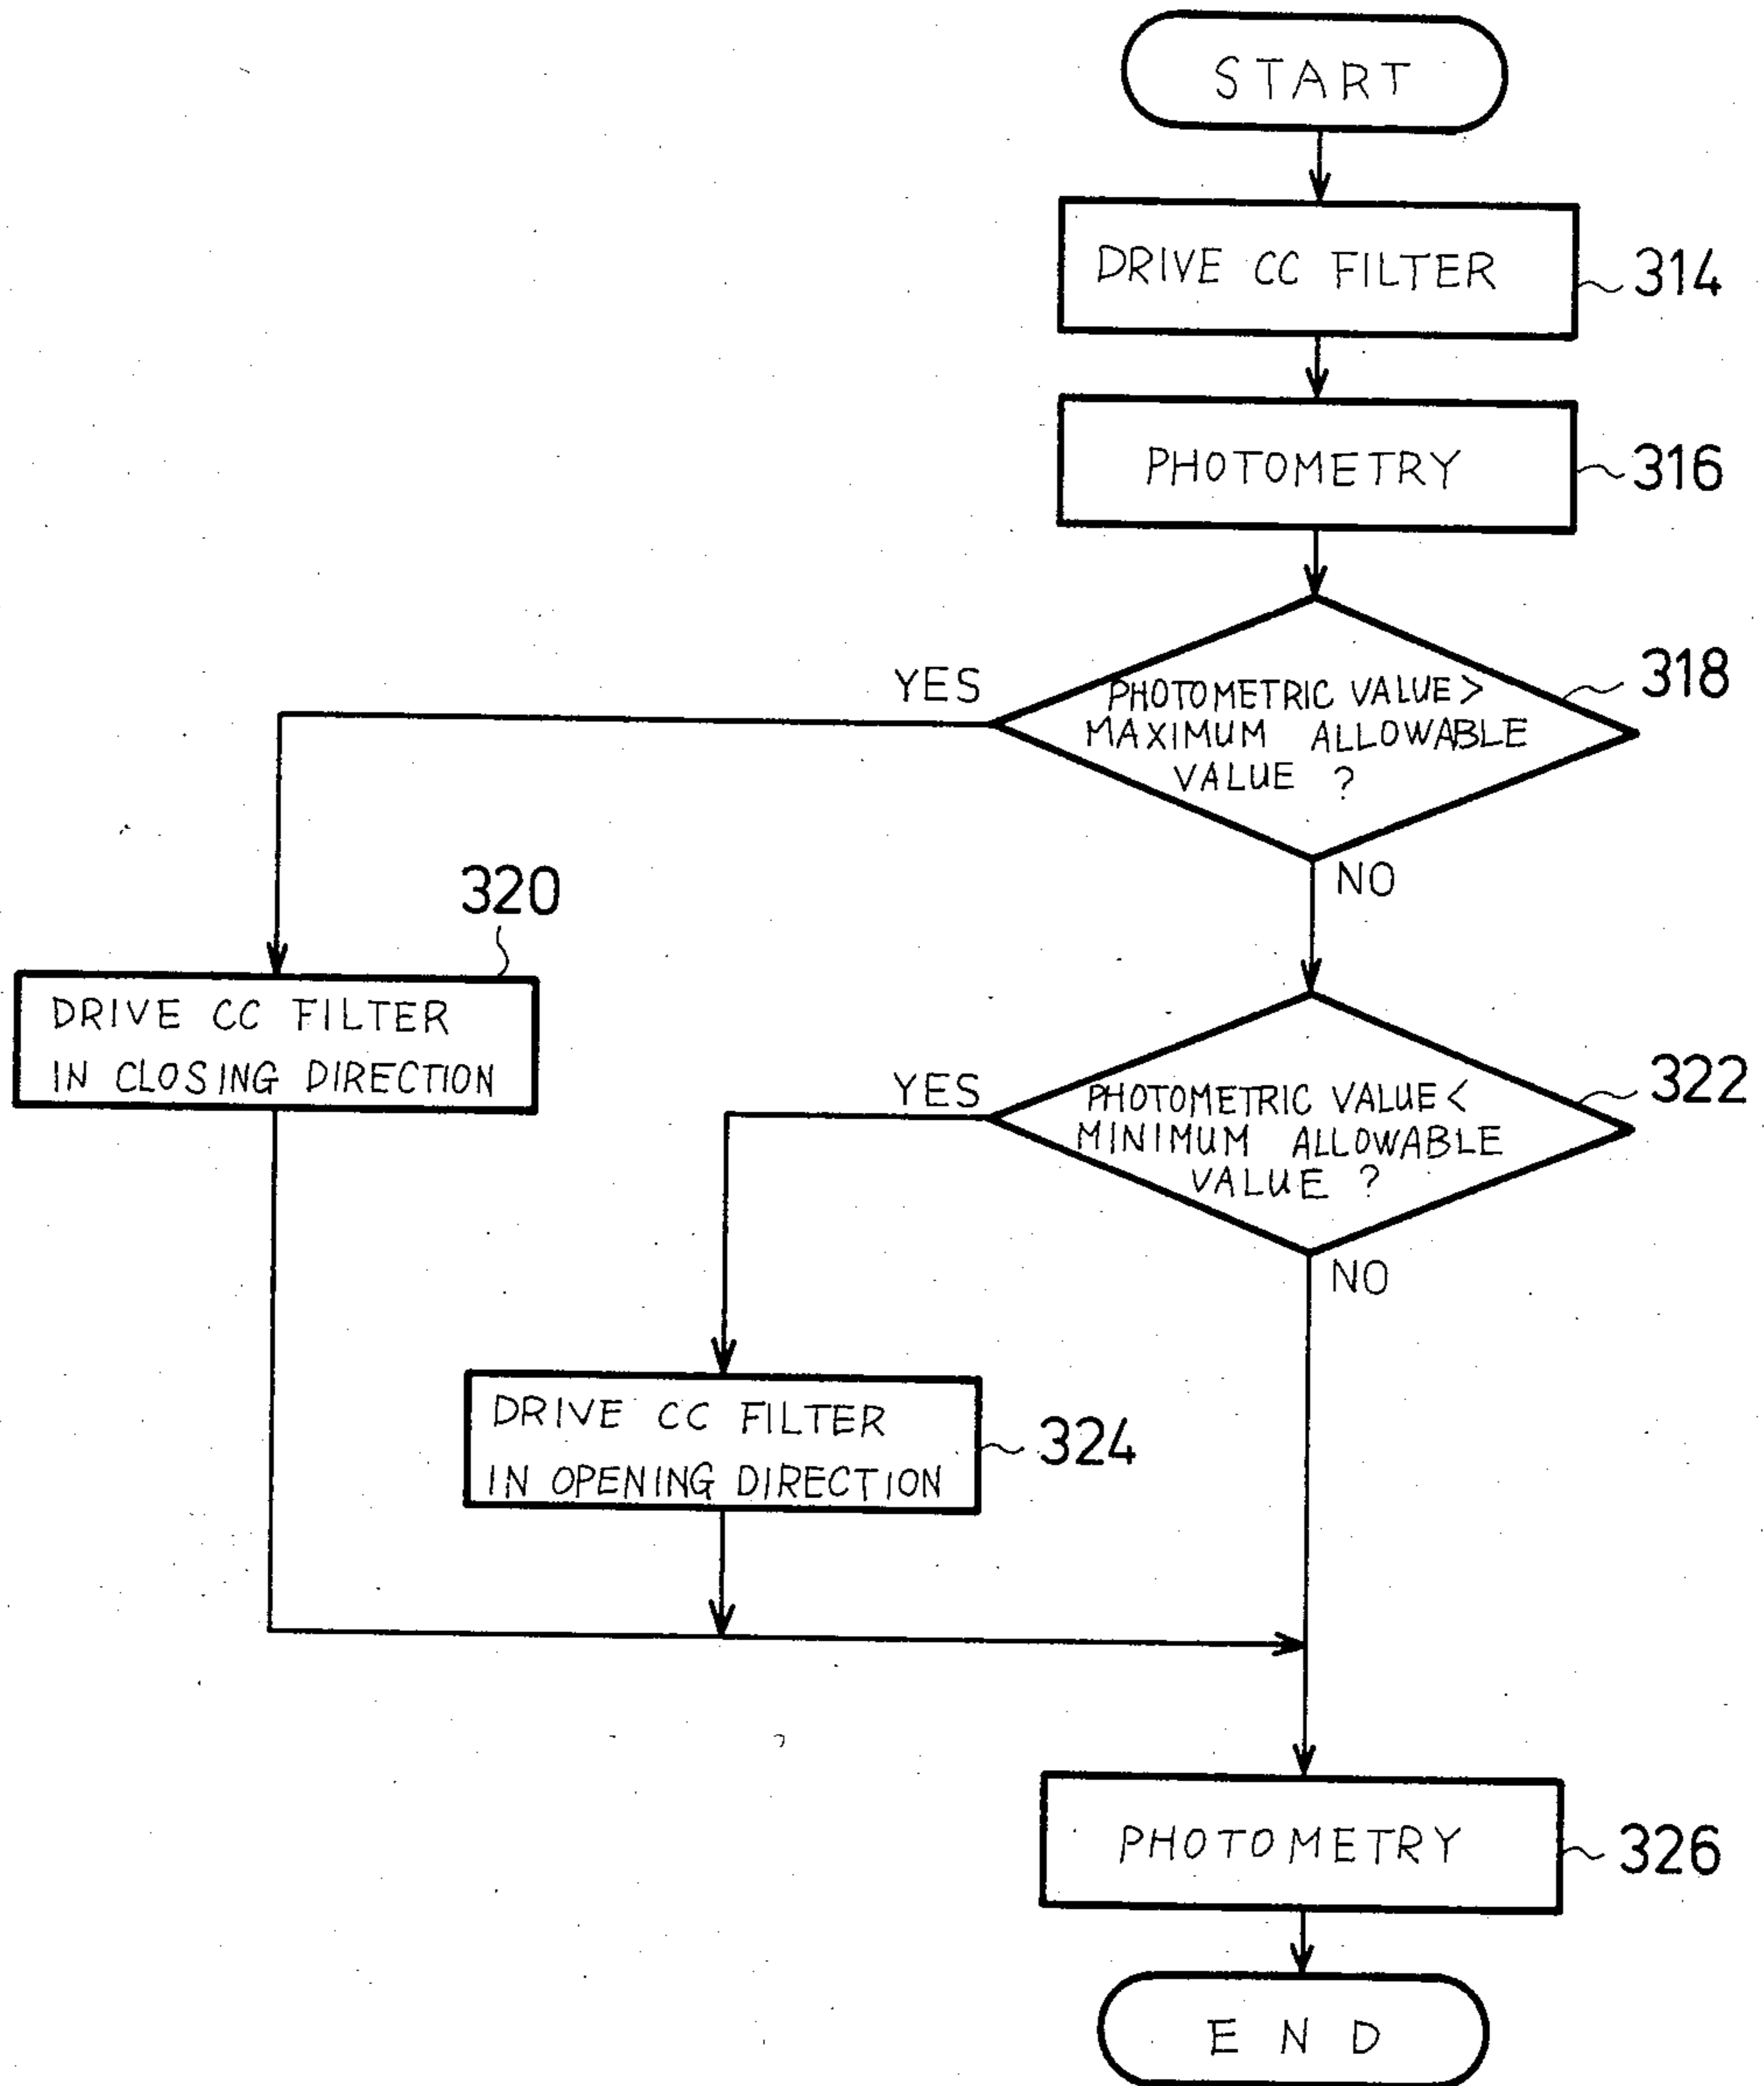 START
DRIVE CC FILTER
314
PHOTOMETRY
316
PHOTOMETRIC VALUE >
MAXIMUM ALLOWABLE
VALUE ?
318
YES
NO
320
DRIVE CC FILTER
IN CLOSING DIRECTION
PHOTOMETRIC VALUE <
MINIMUM ALLOWABLE
VALUE ?
322
YES
NO
DRIVE CC FILTER
IN OPENING DIRECTION
324
PHOTOMETRY
326
END